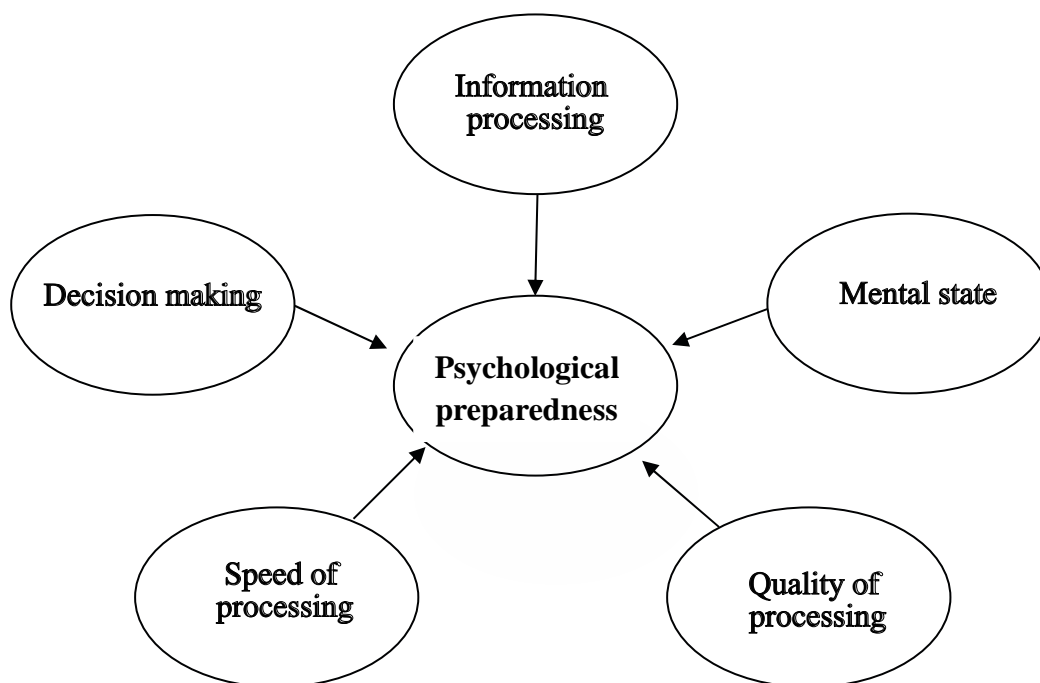 Information
processing
Decision making
Mental state
Psychological
preparedness
Speed of
processing
Quality of
processing